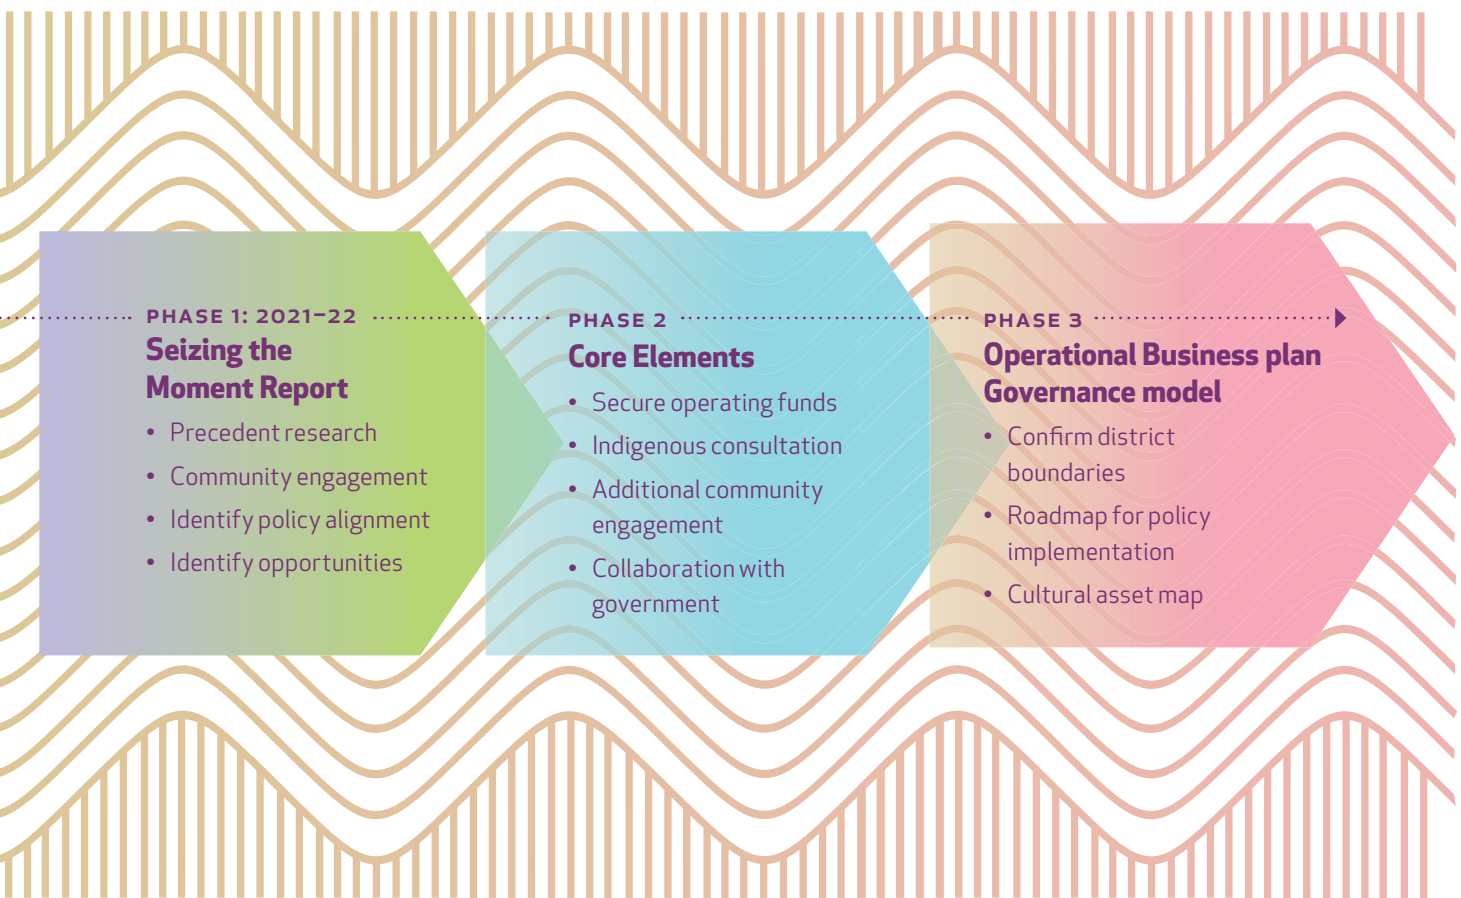 PHASE 1: 2021–22
Seizing the
Moment Report
• Precedent research
• Community engagement
• Identify policy alignment
• Identify opportunities
PHASE 2
Core Elements
• Secure operating funds
• Indigenous consultation
• Additional community
engagement
• Collaboration with
government
PHASE 3
Operational Business plan
Governance model
• Confirm district
boundaries
• Roadmap for policy
implementation
• Cultural asset map